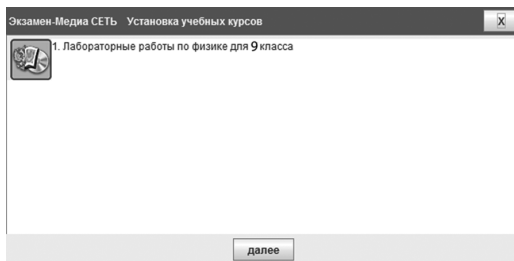 Экзамен-Медиа СЕТЬ Установка учебных курсов X
1. Лабораторные работы по физике для 9 класса
далее